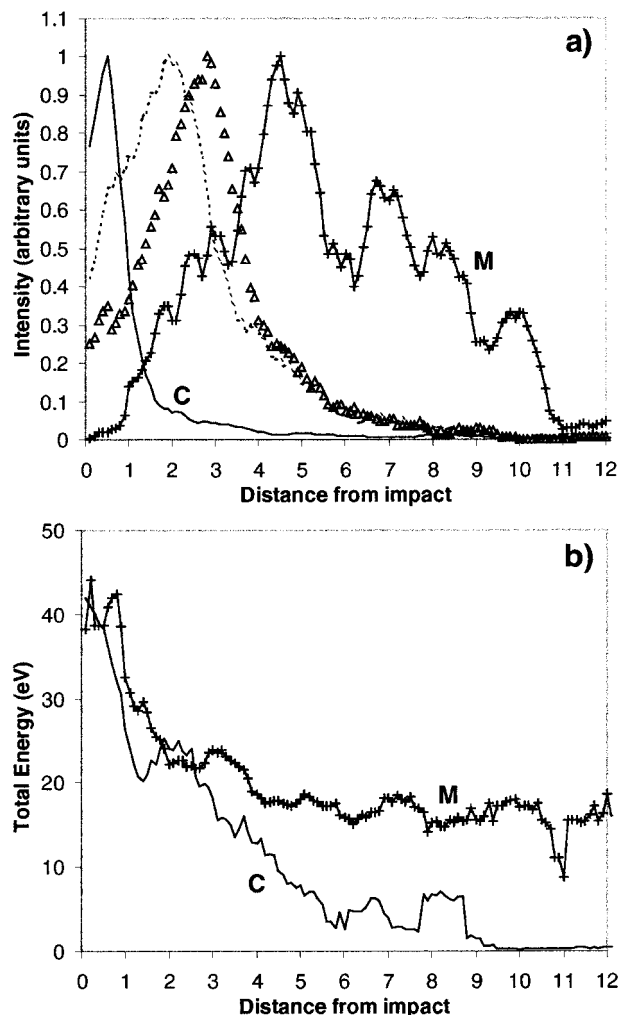 a)
Intensity (arbitrary units)
1.1
1
0.9
0.8
0.7
0.6
0.5
0.4
0.3
0.2
0.1
0
M
C
0 1 2 3 4 5 6 7 8 9 10 11 12
Distance from impact
b)
Total Energy (eV)
50
40
30
20
10
0
M
C
0 1 2 3 4 5 6 7 8 9 10 11 12
Distance from impact